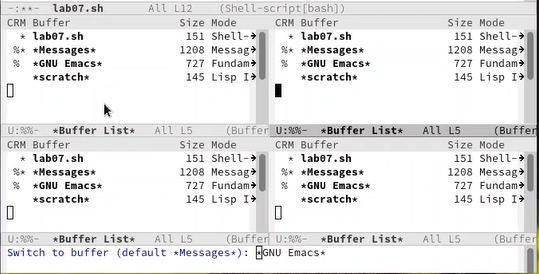 -:**-  lab07.sh      All L12    (Shell-script[bash])
CRM Buffer Size Mode
* lab07.sh 151 Shell-→
%* *Messages* 1208 Messag→
% *GNU Emacs* 727 Fundam→
*scratch* 145 Lisp I→
U:%%-  *Buffer List*   All L5     (Buffer
CRM Buffer Size Mode
* lab07.sh 151 Shell-→
%* *Messages* 1208 Messag→
% *GNU Emacs* 727 Fundam→
*scratch* 145 Lisp I→
U:%%-  *Buffer List*   All L5     (Buffer
CRM Buffer Size Mode
* lab07.sh 151 Shell-→
%* *Messages* 1208 Messag→
% *GNU Emacs* 727 Fundam→
*scratch* 145 Lisp I→
U:%%-  *Buffer List*   All L5     (Buffer
CRM Buffer Size Mode
* lab07.sh 151 Shell-→
%* *Messages* 1208 Messag→
% *GNU Emacs* 727 Fundam→
*scratch* 145 Lisp I→
U:%%-  *Buffer List*   All L5     (Buffer
Switch to buffer (default *Messages*): *GNU Emacs*